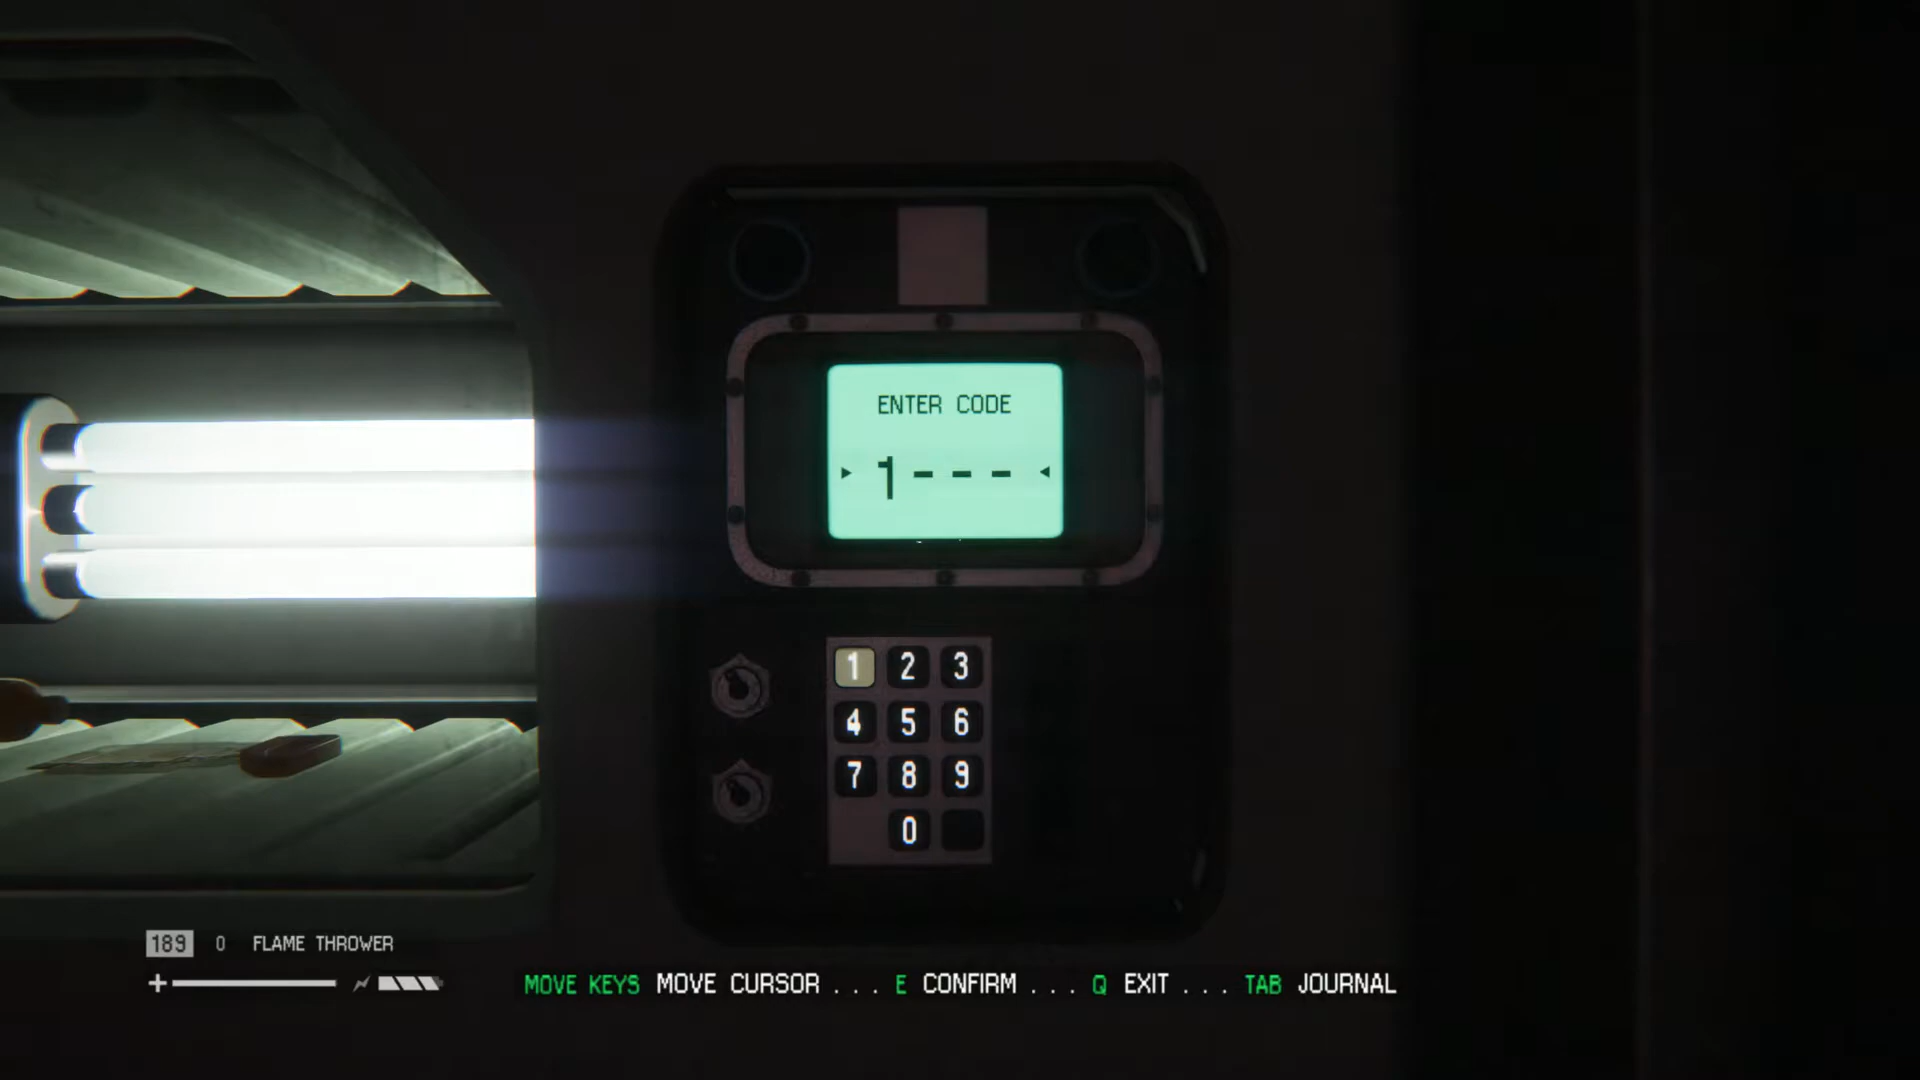 ENTER CODE
▸ 1 - - - ◂
1 2 3
4 5 6
7 8 9
0
189 0 FLAME THROWER
MOVE KEYS MOVE CURSOR . . . E CONFIRM . . . Q EXIT . . . TAB JOURNAL